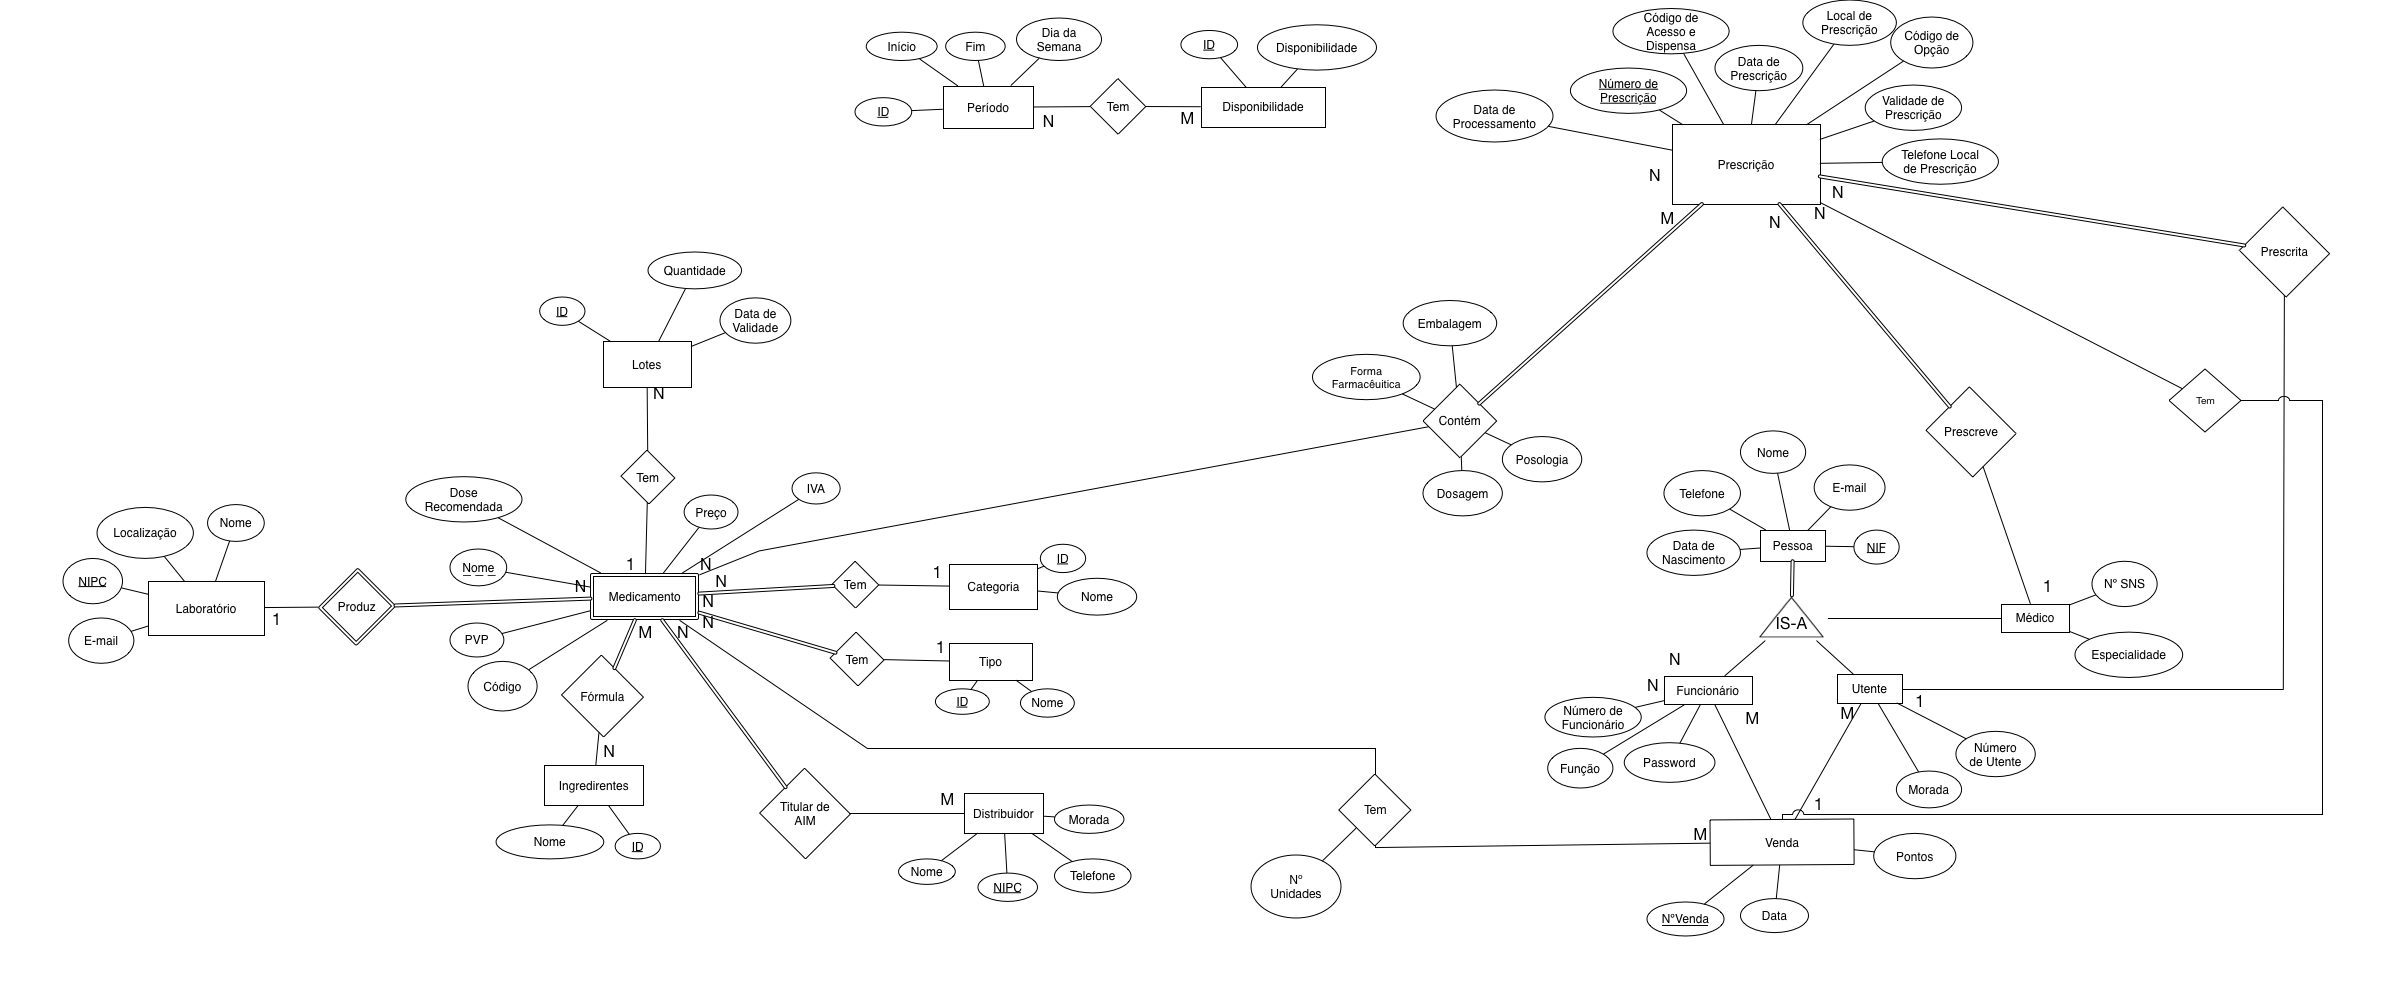 Início
Fim
Dia da
Semana
ID
Período
N
Tem
M
ID
Disponibilidade
Disponibilidade
Código de
Acesso e
Dispensa
Local de
Prescrição
Código de
Opção
Data de
Prescrição
Número de
Prescrição
Data de
Processamento
Validade de
Prescrição
Telefone Local
de Prescrição
Prescrição
N
M
N
N
N
Prescrita
Quantidade
ID
Data de
Validade
Lotes
N
Tem
1
Embalagem
Forma
Farmacêuitica
Contém
Posologia
Dosagem
Prescreve
Tem
Dose
Recomendada
Preço
IVA
Nome
Localização
Nome
NIPC
E-mail
Laboratório
1
Produz
N
Medicamento
PVP
Código
N
N
N
N
M
N
Tem
1
Categoria
ID
Nome
Tem
1
Tipo
ID
Nome
Fórmula
N
Ingredirentes
Nome
ID
Titular de
AIM
M
Distribuidor
Morada
Nome
NIPC
Telefone
Nome
Telefone
E-mail
Data de
Nascimento
Pessoa
NIF
IS-A
1
Nº SNS
Médico
Especialidade
N
N
Funcionário
M
Número de
Funcionário
Função
Password
Utente
M
1
Número
de Utente
Morada
Tem
Nº
Unidades
M
1
Venda
Pontos
NºVenda
Data